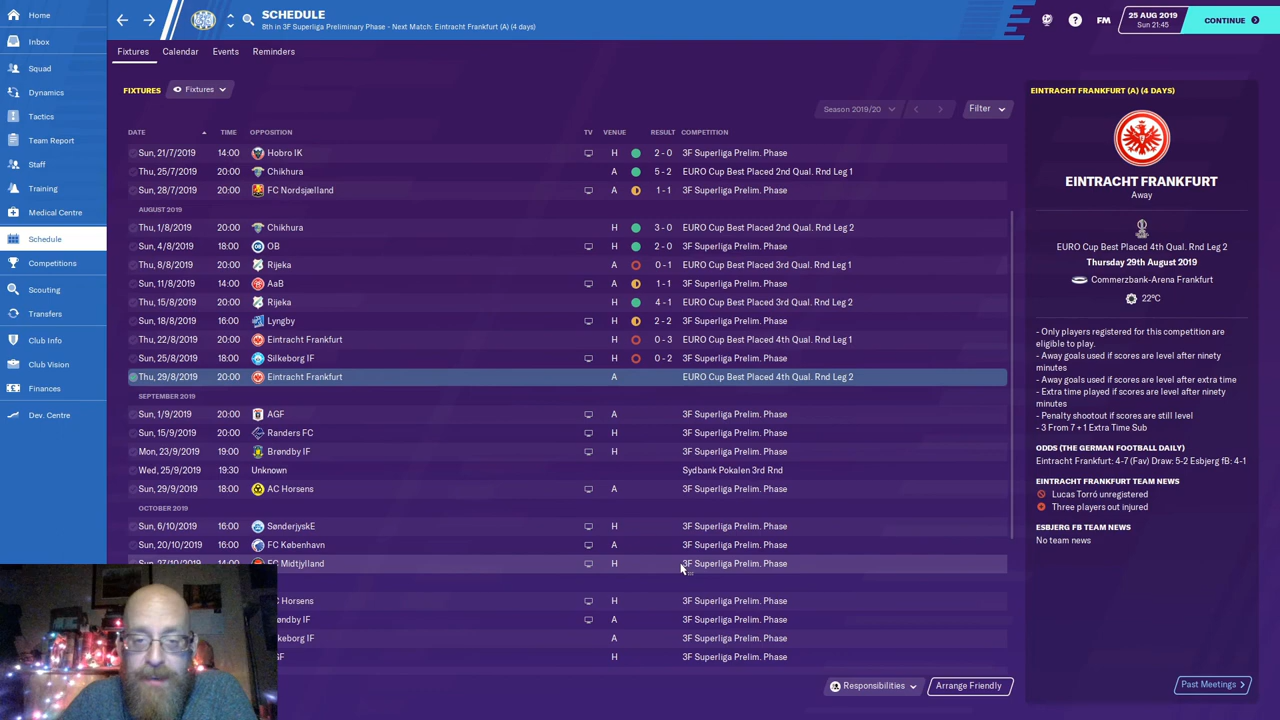 Home
Inbox
Squad
Dynamics
Tactics
Team Report
Staff
Training
Medical Centre
Schedule
Competitions
Scouting
Transfers
Club Info
Club Vision
Finances
Dev. Centre
SCHEDULE
8th in 3F Superliga Preliminary Phase - Next Match: Eintracht Frankfurt (A) (4 days)
? FM 25 AUG 2019 Sun 21:45 CONTINUE
Fixtures Calendar Events Reminders
FIXTURES Fixtures
Season 2019/20 Filter
DATE TIME OPPOSITION TV VENUE RESULT COMPETITION
Sun, 21/7/2019 14:00 Hobro IK H 2 - 0 3F Superliga Prelim. Phase
Thu, 25/7/2019 20:00 Chikhura A 5 - 2 EURO Cup Best Placed 2nd Qual. Rnd Leg 1
Sun, 28/7/2019 20:00 FC Nordsjælland A 1 - 1 3F Superliga Prelim. Phase
AUGUST 2019
Thu, 1/8/2019 20:00 Chikhura H 3 - 0 EURO Cup Best Placed 2nd Qual. Rnd Leg 2
Sun, 4/8/2019 18:00 OB H 2 - 0 3F Superliga Prelim. Phase
Thu, 8/8/2019 20:00 Rijeka A 0 - 1 EURO Cup Best Placed 3rd Qual. Rnd Leg 1
Sun, 11/8/2019 14:00 AaB A 1 - 1 3F Superliga Prelim. Phase
Thu, 15/8/2019 20:00 Rijeka H 4 - 1 EURO Cup Best Placed 3rd Qual. Rnd Leg 2
Sun, 18/8/2019 16:00 Lyngby H 2 - 2 3F Superliga Prelim. Phase
Thu, 22/8/2019 20:00 Eintracht Frankfurt H 0 - 3 EURO Cup Best Placed 4th Qual. Rnd Leg 1
Sun, 25/8/2019 18:00 Silkeborg IF H 0 - 2 3F Superliga Prelim. Phase
Thu, 29/8/2019 20:00 Eintracht Frankfurt A EURO Cup Best Placed 4th Qual. Rnd Leg 2
SEPTEMBER 2019
Sun, 1/9/2019 20:00 AGF A 3F Superliga Prelim. Phase
Sun, 15/9/2019 20:00 Randers FC H 3F Superliga Prelim. Phase
Mon, 23/9/2019 19:00 Brøndby IF H 3F Superliga Prelim. Phase
Wed, 25/9/2019 19:30 Unknown Sydbank Pokalen 3rd Rnd
Sun, 29/9/2019 18:00 AC Horsens A 3F Superliga Prelim. Phase
OCTOBER 2019
Sun, 6/10/2019 16:00 SønderjyskE H 3F Superliga Prelim. Phase
Sun, 20/10/2019 16:00 FC København A 3F Superliga Prelim. Phase
Sun, 27/10/2019 14:00 FC Midtjylland H 3F Superliga Prelim. Phase
C Horsens H 3F Superliga Prelim. Phase
øndby IF A 3F Superliga Prelim. Phase
keborg IF A 3F Superliga Prelim. Phase
GF H 3F Superliga Prelim. Phase
Responsibilities Arrange Friendly
EINTRACHT FRANKFURT (A) (4 DAYS)
EINTRACHT FRANKFURT
Away
EURO Cup Best Placed 4th Qual. Rnd Leg 2
Thursday 29th August 2019
Commerzbank-Arena Frankfurt
22°C
- Only players registered for this competition are
eligible to play.
- Away goals used if scores are level after ninety
minutes
- Away goals used if scores are level after extra time
- Extra time played if scores are level after ninety
minutes
- Penalty shootout if scores are still level
- 3 From 7 + 1 Extra Time Sub
ODDS (THE GERMAN FOOTBALL DAILY)
Eintracht Frankfurt: 4-7 (Fav) Draw: 5-2 Esbjerg fB: 4-1
EINTRACHT FRANKFURT TEAM NEWS
Lucas Torró unregistered
Three players out injured
ESBJERG FB TEAM NEWS
No team news
Past Meetings